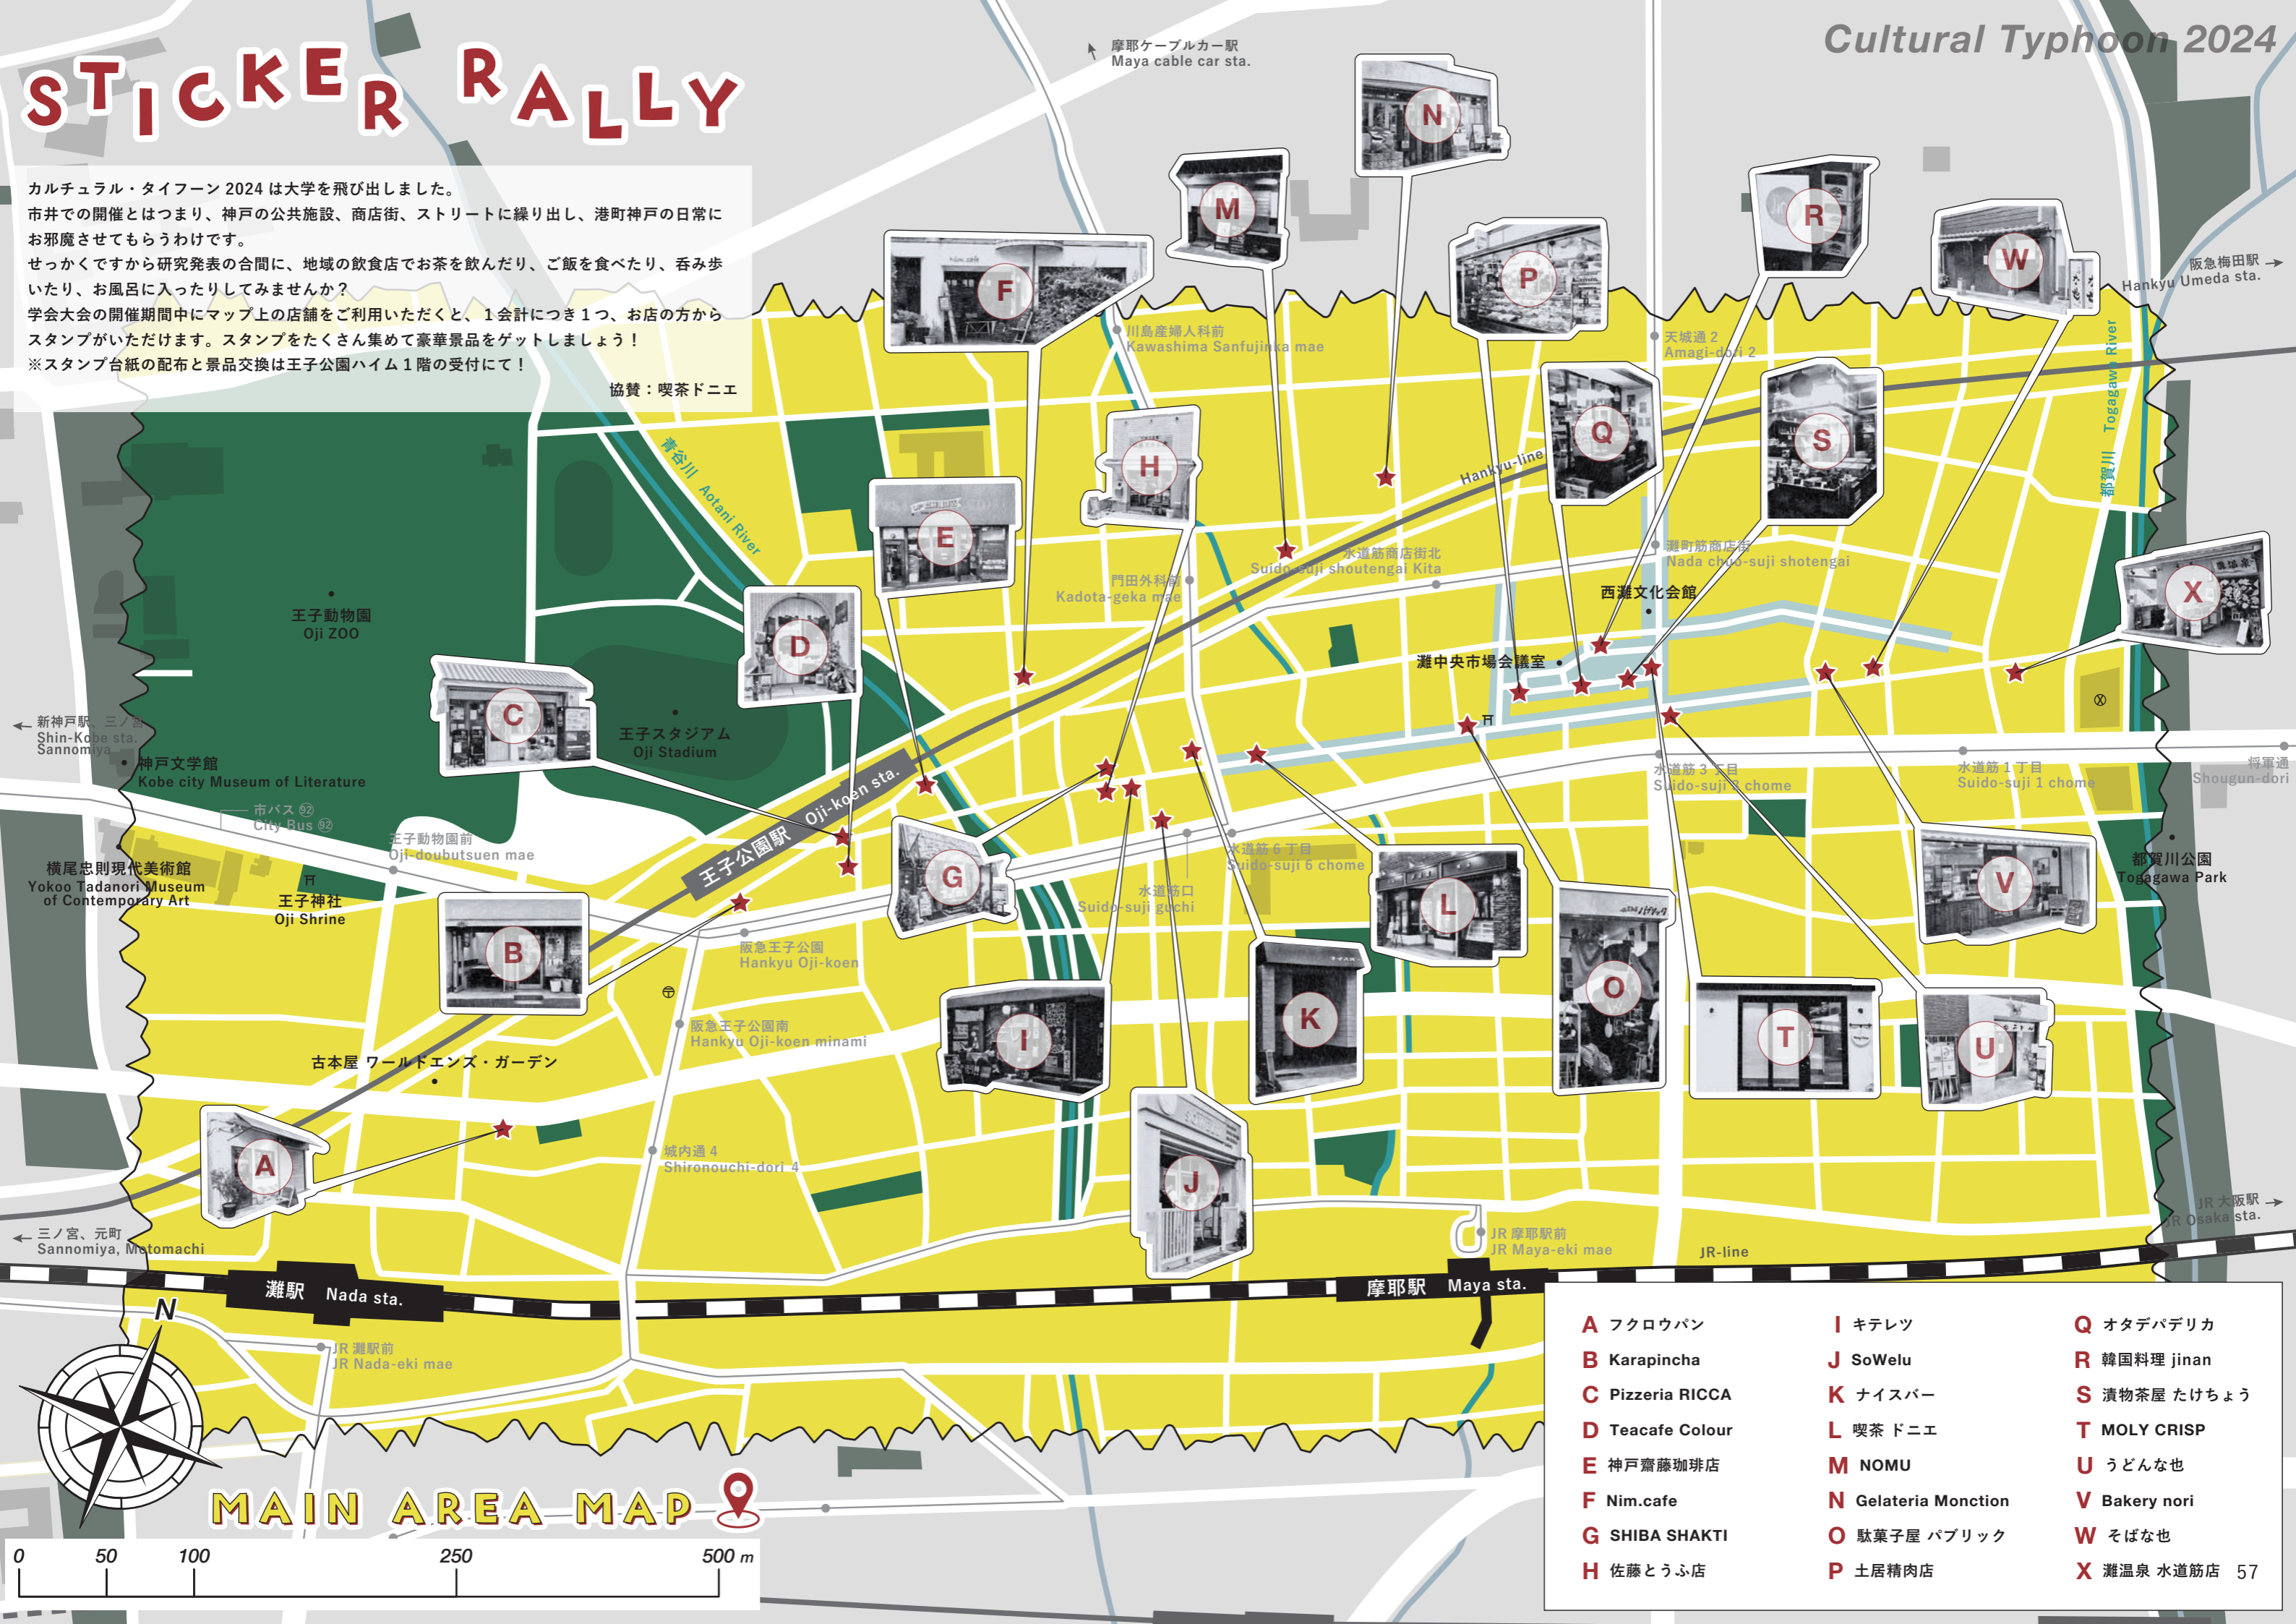 STICKER RALLY
Cultural Typhoon 2024
カルチュラル・タイフーン 2024 は大学を飛び出しました。
市井での開催とはつまり、神戸の公共施設、商店街、ストリートに繰り出し、港町神戸の日常に
お邪魔させてもらうわけです。
せっかくですから研究発表の合間に、地域の飲食店でお茶を飲んだり、ご飯を食べたり、呑み歩
いたり、お風呂に入ったりしてみませんか？
学会大会の開催期間中にマップ上の店舗をご利用いただくと、１会計につき１つ、お店の方から
スタンプがいただけます。スタンプをたくさん集めて豪華景品をゲットしましょう！
※スタンプ台紙の配布と景品交換は王子公園ハイム１階の受付にて！
協賛：喫茶ドニエ
摩耶ケーブルカー駅
Maya cable car sta.
N
M
R
W
F
P
阪急梅田駅
Hankyu Umeda sta.
川島産婦人科前
Kawashima Sanfujinka mae
天城通 2
Amagi-dori 2
都賀川 Togagawa River
青谷川 Aotani River
H
Q
S
Hankyu-line
E
水道筋商店街北
Suido-suji shoutengai Kita
灘町筋商店街
Nada chuo-suji shotengai
門田外科前
Kadota-geka mae
西灘文化会館
X
王子動物園
Oji ZOO
D
灘中央市場会議室
C
王子スタジアム
Oji Stadium
新神戸駅、三ノ宮
Shin-Kobe sta.
Sannomiya
神戸文学館
Kobe city Museum of Literature
王子公園駅 Oji-koen sta.
市バス 92
City Bus 92
王子動物園前
Oji-doubutsuen mae
水道筋 3 丁目
Suido-suji 3 chome
水道筋 1 丁目
Suido-suji 1 chome
将軍通
Shougun-dori
横尾忠則現代美術館
Yokoo Tadanori Museum
of Contemporary Art
王子神社
Oji Shrine
G
水道筋 6 丁目
Suido-suji 6 chome
水道筋口
Suido-suji guchi
L
V
都賀川公園
Togagawa Park
B
阪急王子公園
Hankyu Oji-koen
阪急王子公園南
Hankyu Oji-koen minami
I
K
O
T
U
古本屋 ワールドエンズ・ガーデン
A
城内通 4
Shironouchi-dori 4
J
三ノ宮、元町
Sannomiya, Motomachi
JR 摩耶駅前
JR Maya-eki mae
JR-line
JR 大阪駅
JR Osaka sta.
灘駅 Nada sta.
摩耶駅 Maya sta.
N
JR 灘駅前
JR Nada-eki mae
MAIN AREA MAP
0 50 100 250 500 m
A フクロウパン
B Karapincha
C Pizzeria RICCA
D Teacafe Colour
E 神戸齋藤珈琲店
F Nim.cafe
G SHIBA SHAKTI
H 佐藤とうふ店
I キテレツ
J SoWelu
K ナイスバー
L 喫茶 ドニエ
M NOMU
N Gelateria Monction
O 駄菓子屋 パブリック
P 土居精肉店
Q オタデパデリカ
R 韓国料理 jinan
S 漬物茶屋 たけちょう
T MOLY CRISP
U うどんな也
V Bakery nori
W そばな也
X 灘温泉 水道筋店
57